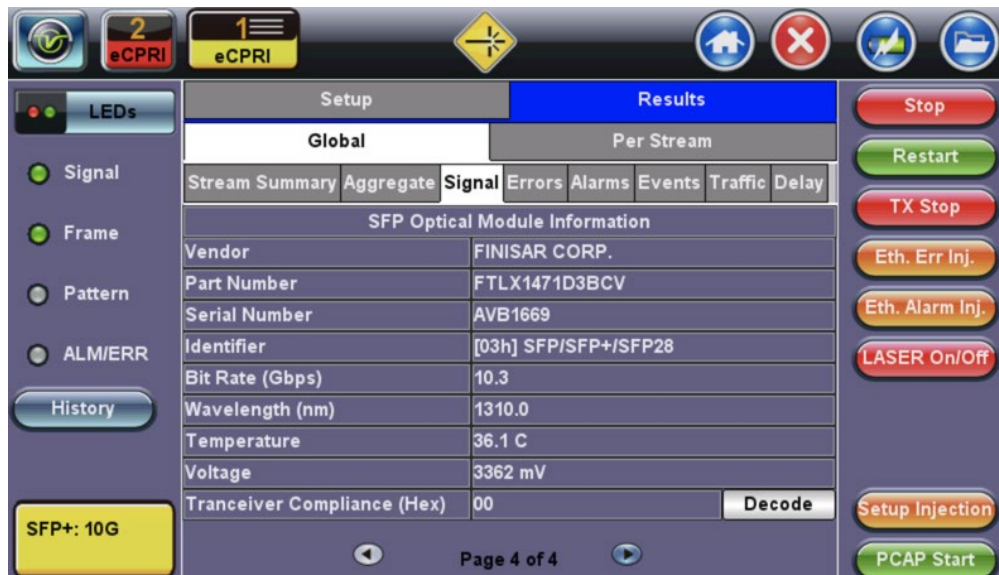 2
eCPRI
1
eCPRI
LEDs
Signal
Frame
Pattern
ALM/ERR
History
SFP+: 10G
Setup Results
Global Per Stream
Stream Summary Aggregate Signal Errors Alarms Events Traffic Delay
SFP Optical Module Information
Vendor FINISAR CORP.
Part Number FTLX1471D3BCV
Serial Number AVB1669
Identifier [03h] SFP/SFP+/SFP28
Bit Rate (Gbps) 10.3
Wavelength (nm) 1310.0
Temperature 36.1 C
Voltage 3362 mV
Tranceiver Compliance (Hex) 00 Decode
Page 4 of 4
Stop
Restart
TX Stop
Eth. Err Inj.
Eth. Alarm Inj.
LASER On/Off
Setup Injection
PCAP Start